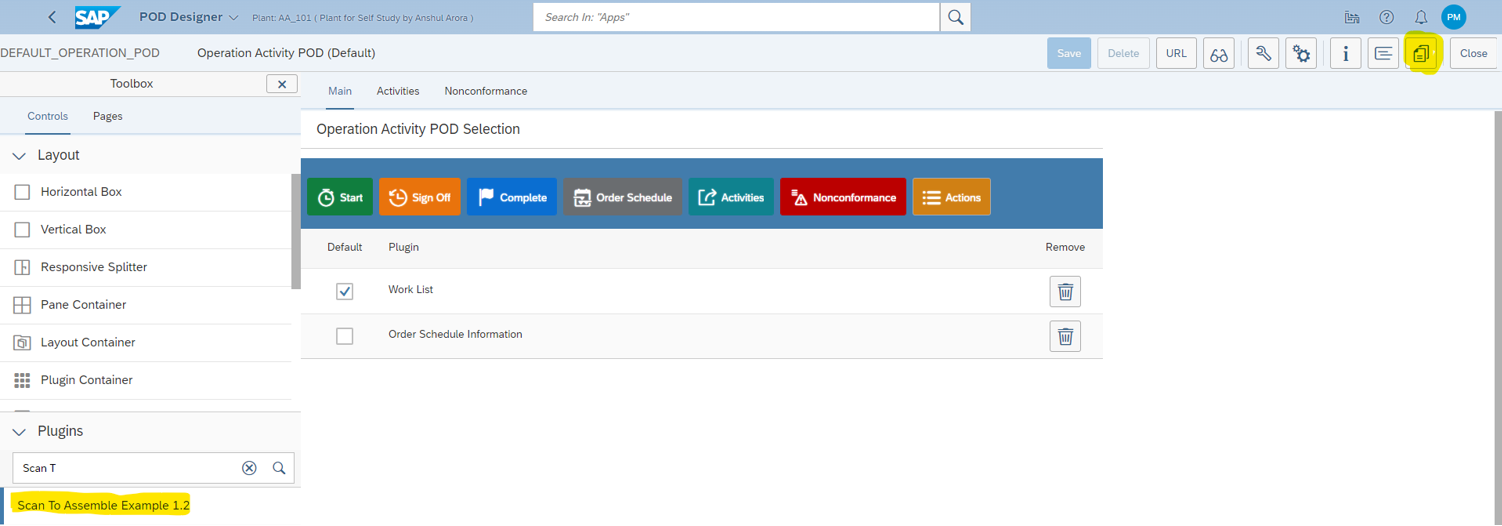 SAP POD Designer Plant: AA_101 ( Plant for Self Study by Anshul Arora ) Search In: "Apps" PM
DEFAULT_OPERATION_POD Operation Activity POD (Default) Save Delete URL i Close
Toolbox
Main Activities Nonconformance
Controls Pages
Operation Activity POD Selection
Layout
Horizontal Box
Start Sign Off Complete Order Schedule Activities Nonconformance Actions
Vertical Box
Default Plugin Remove
Responsive Splitter
Work List
Pane Container
Order Schedule Information
Layout Container
Plugin Container
Plugins
Scan T
Scan To Assemble Example 1.2